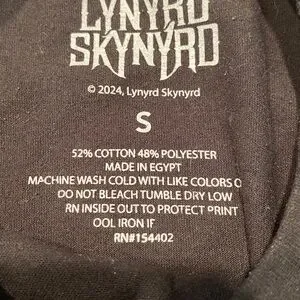 LYNYRD
SKYNYRD
© 2024, Lynyrd Skynyrd
S
52% COTTON 48% POLYESTER
MADE IN EGYPT
MACHINE WASH COLD WITH LIKE COLORS O
DO NOT BLEACH TUMBLE DRY LOW
RN INSIDE OUT TO PROTECT PRINT
OOL IRON IF
RN#154402